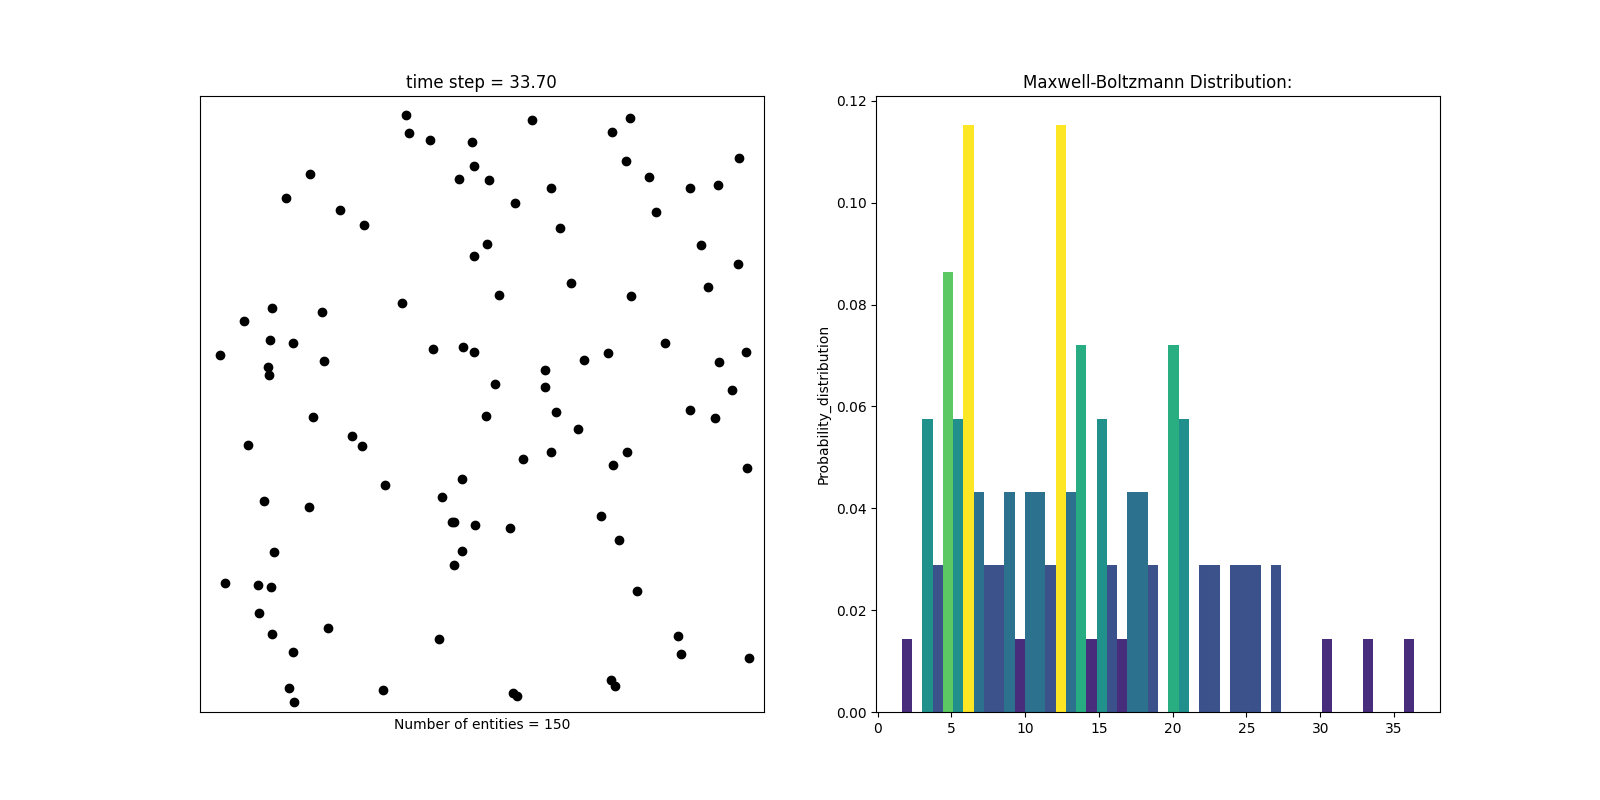 time step = 33.70
Number of entities = 150
Maxwell-Boltzmann Distribution:
Probability_distribution
0.12
0.10
0.08
0.06
0.04
0.02
0.00
0 5 10 15 20 25 30 35